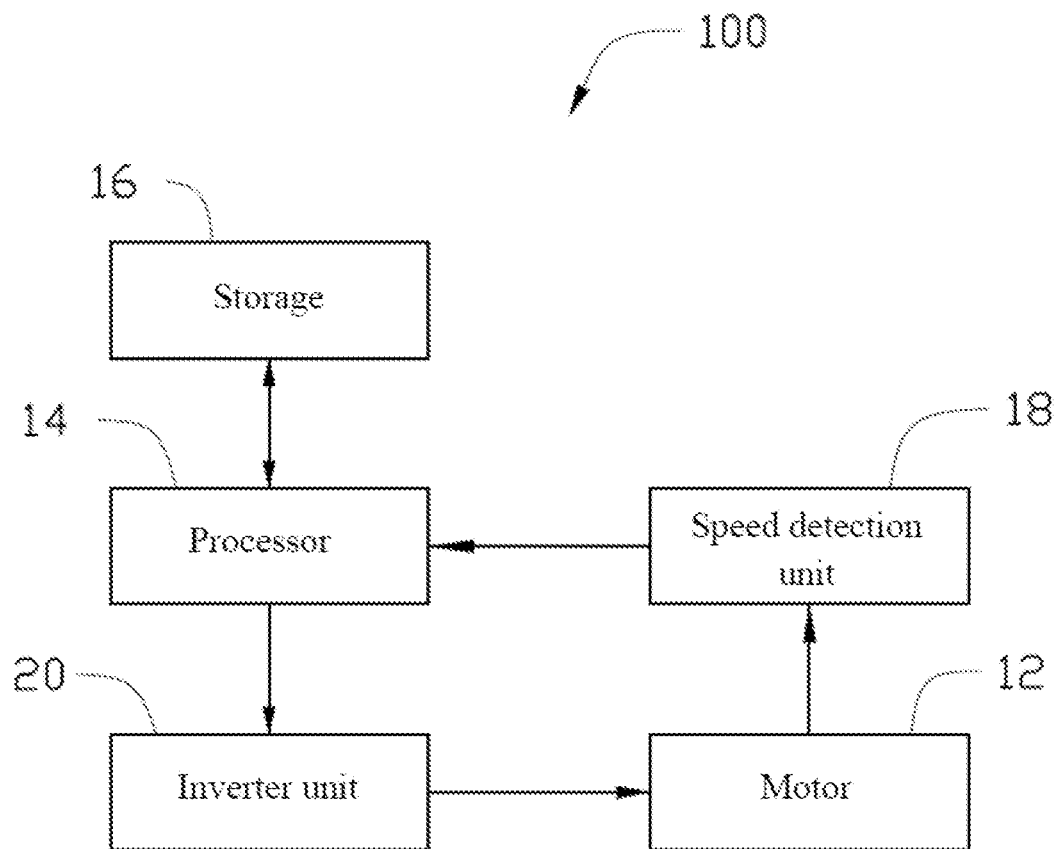 100
16
Storage
14
Processor
18
Speed detection
unit
20
Inverter unit
12
Motor